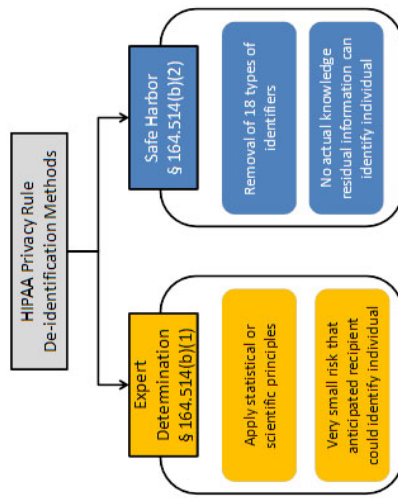 HIPAA Privacy Rule
De-identification Methods
Expert
Determination
§ 164.514(b)(1)
Apply statistical or
scientific principles
Very small risk that
anticipated recipient
could identify individual
Safe Harbor
§ 164.514(b)(2)
Removal of 18 types of
identifiers
No actual knowledge
residual information can
identify individual